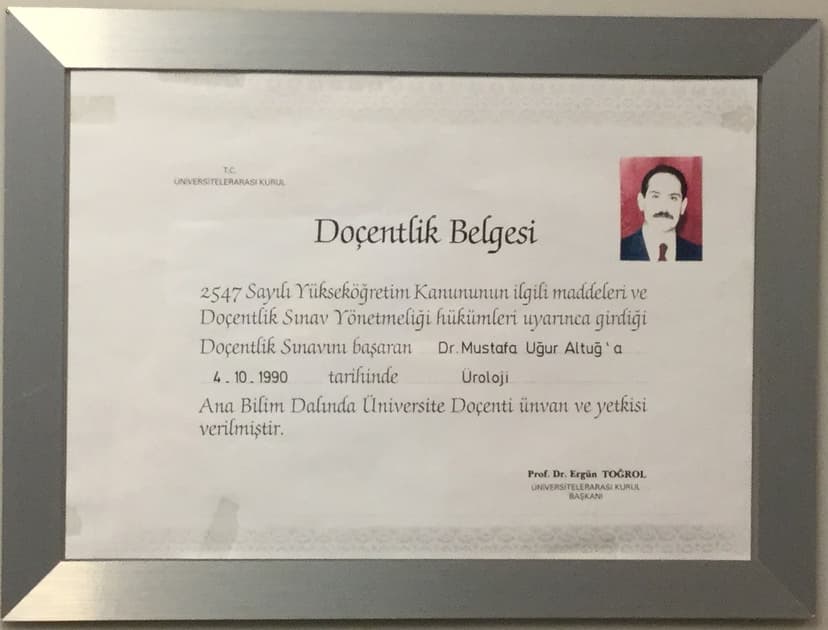 T.C.
ÜNİVERSİTELERARASI KURUL
Doçentlik Belgesi
2547 Sayılı Yükseköğretim Kanununun ilgili maddeleri ve
Doçentlik Sınav Yönetmeliği hükümleri uyarınca girdiği
Doçentlik Sınavını başaran Dr.Mustafa Uğur Altuğ'a
4.10.1990 tarihinde Üroloji
Ana Bilim Dalında Üniversite Doçenti ünvan ve yetkisi
verilmiştir.
Prof. Dr. Ergün TOĞROL
ÜNİVERSİTELERARASI KURUL
BAŞKANI